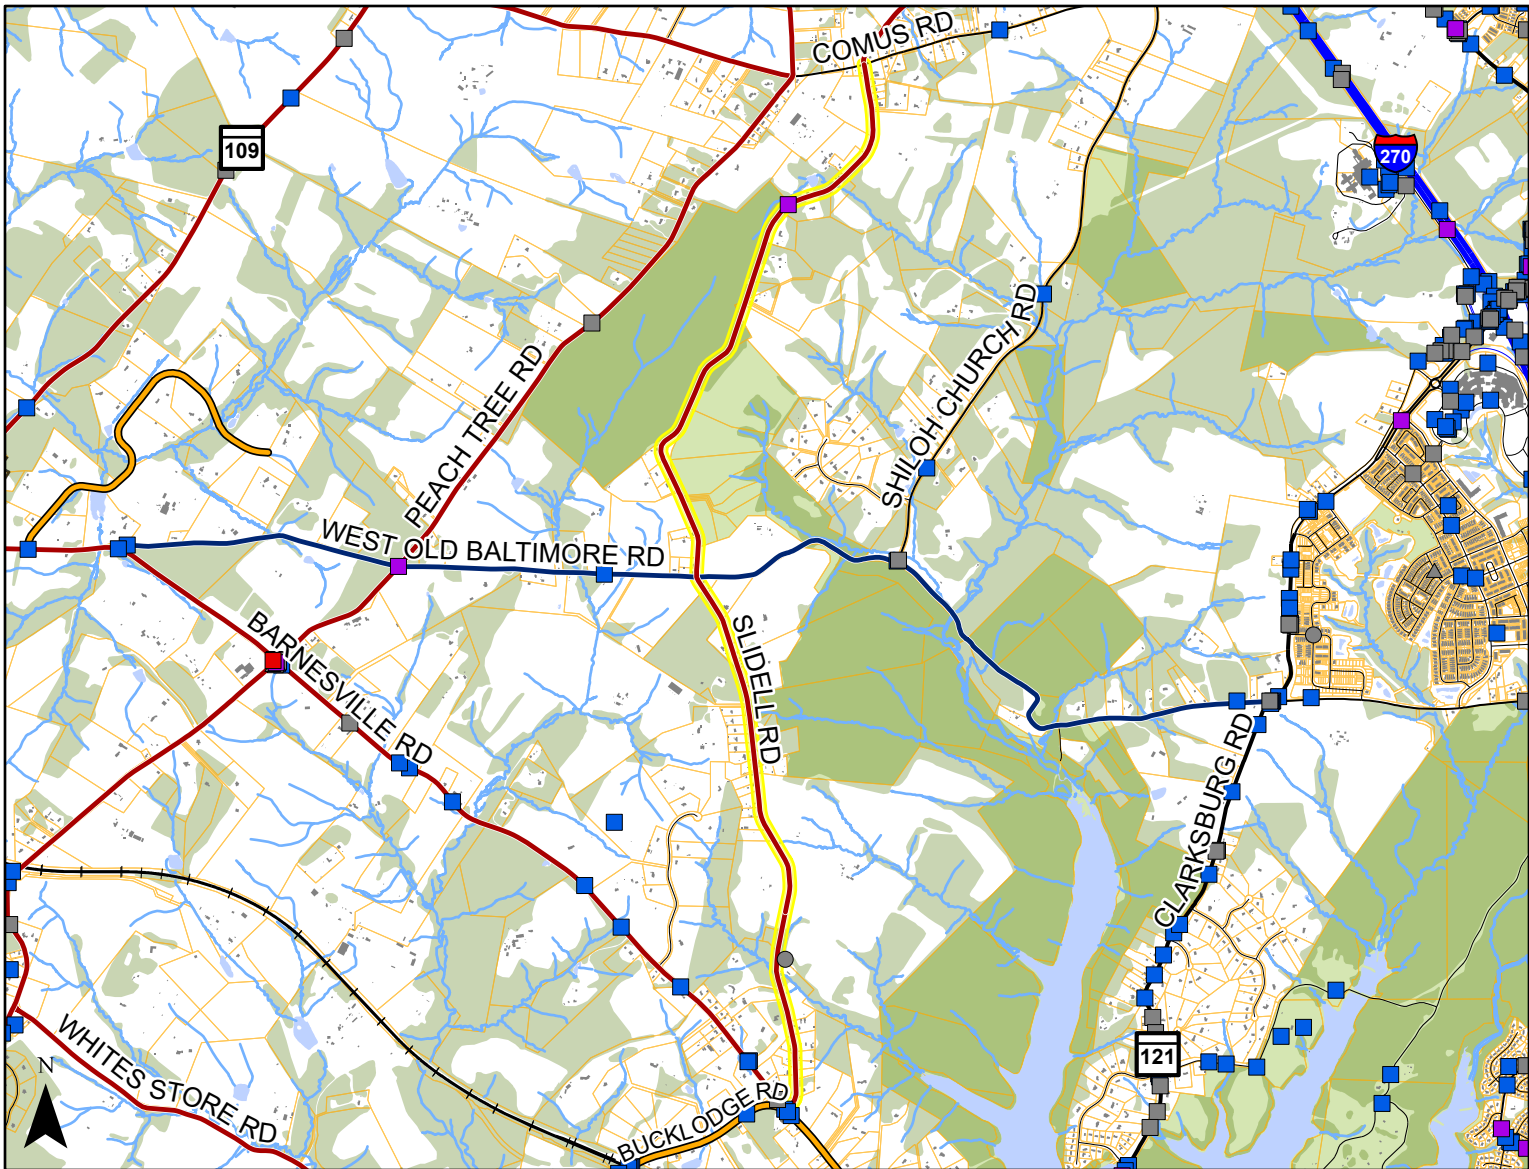 COMUS RD
109
270
SHILOH CHURCH RD
PEACH TREE RD
WEST OLD BALTIMORE RD
BARNESVILLE RD
SLIDELL RD
CLARKSBURG RD
WHITES STORE RD
N
121
BUCKLODGE RD